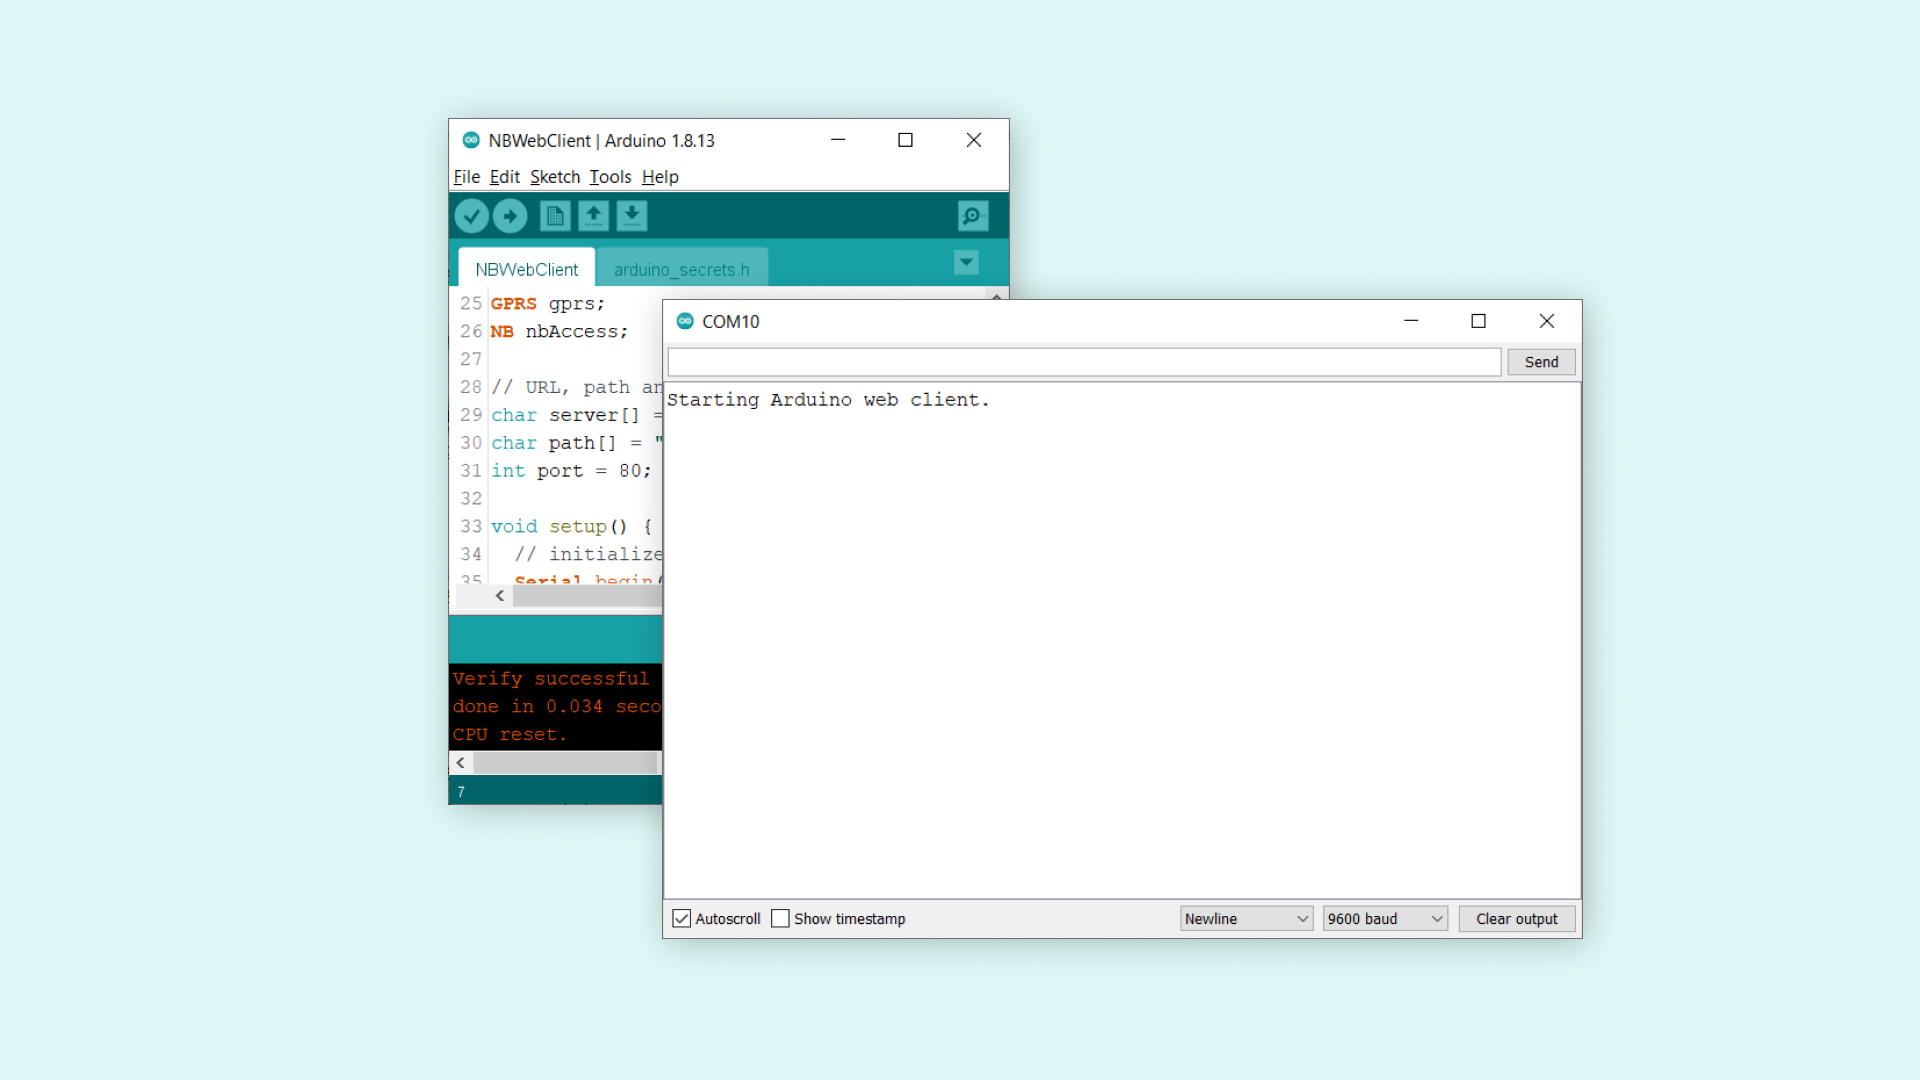 NBWebClient | Arduino 1.8.13
File Edit Sketch Tools Help
NBWebClient arduino_secrets.h
25 GPRS gprs;
26 NB nbAccess;
27
28 // URL, path an
29 char server[] =
30 char path[] = "
31 int port = 80;
32
33 void setup() {
34 // initialize
35 Serial.begin(
Verify successful
done in 0.034 seco
CPU reset.
7
COM10
Send
Starting Arduino web client.
Autoscroll Show timestamp Newline 9600 baud Clear output